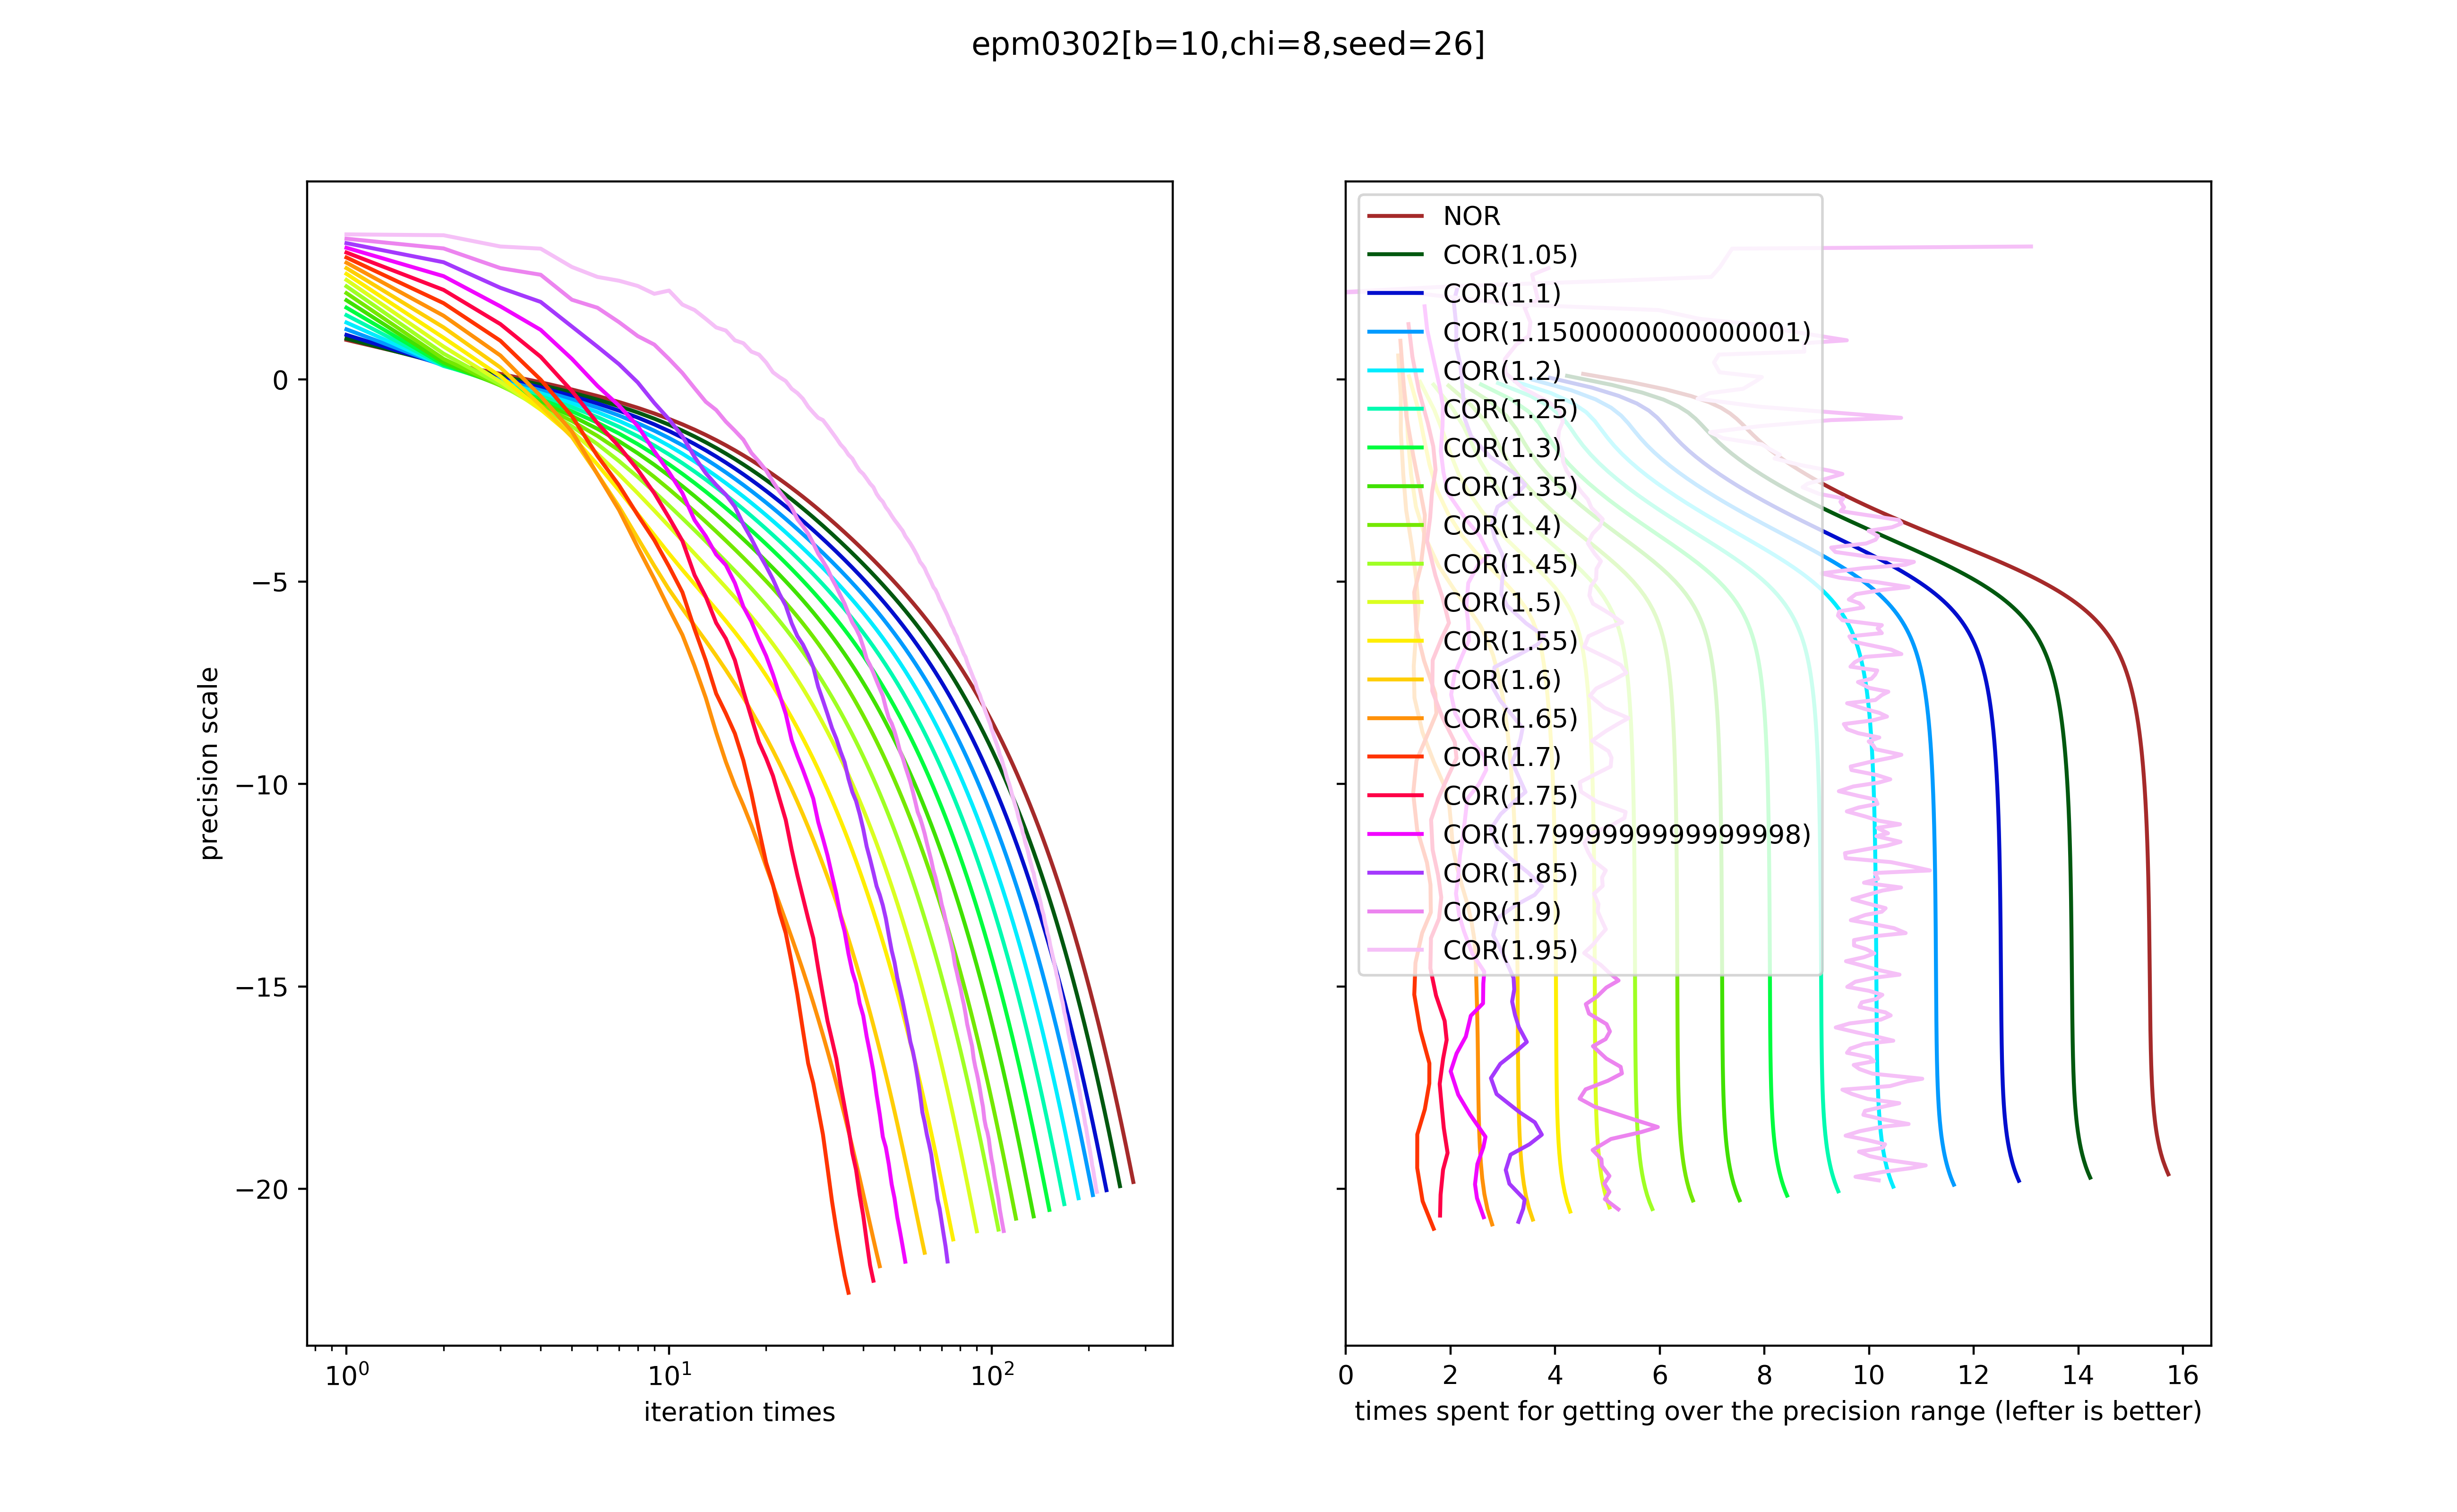 epm0302[b=10,chi=8,seed=26]
precision scale
0
−5
−10
−15
−20
10⁰
10¹
10²
iteration times
NOR
COR(1.05)
COR(1.1)
COR(1.1500000000000001)
COR(1.2)
COR(1.25)
COR(1.3)
COR(1.35)
COR(1.4)
COR(1.45)
COR(1.5)
COR(1.55)
COR(1.6)
COR(1.65)
COR(1.7)
COR(1.75)
COR(1.7999999999999998)
COR(1.85)
COR(1.9)
COR(1.95)
0 2 4 6 8 10 12 14 16
times spent for getting over the precision range (lefter is better)